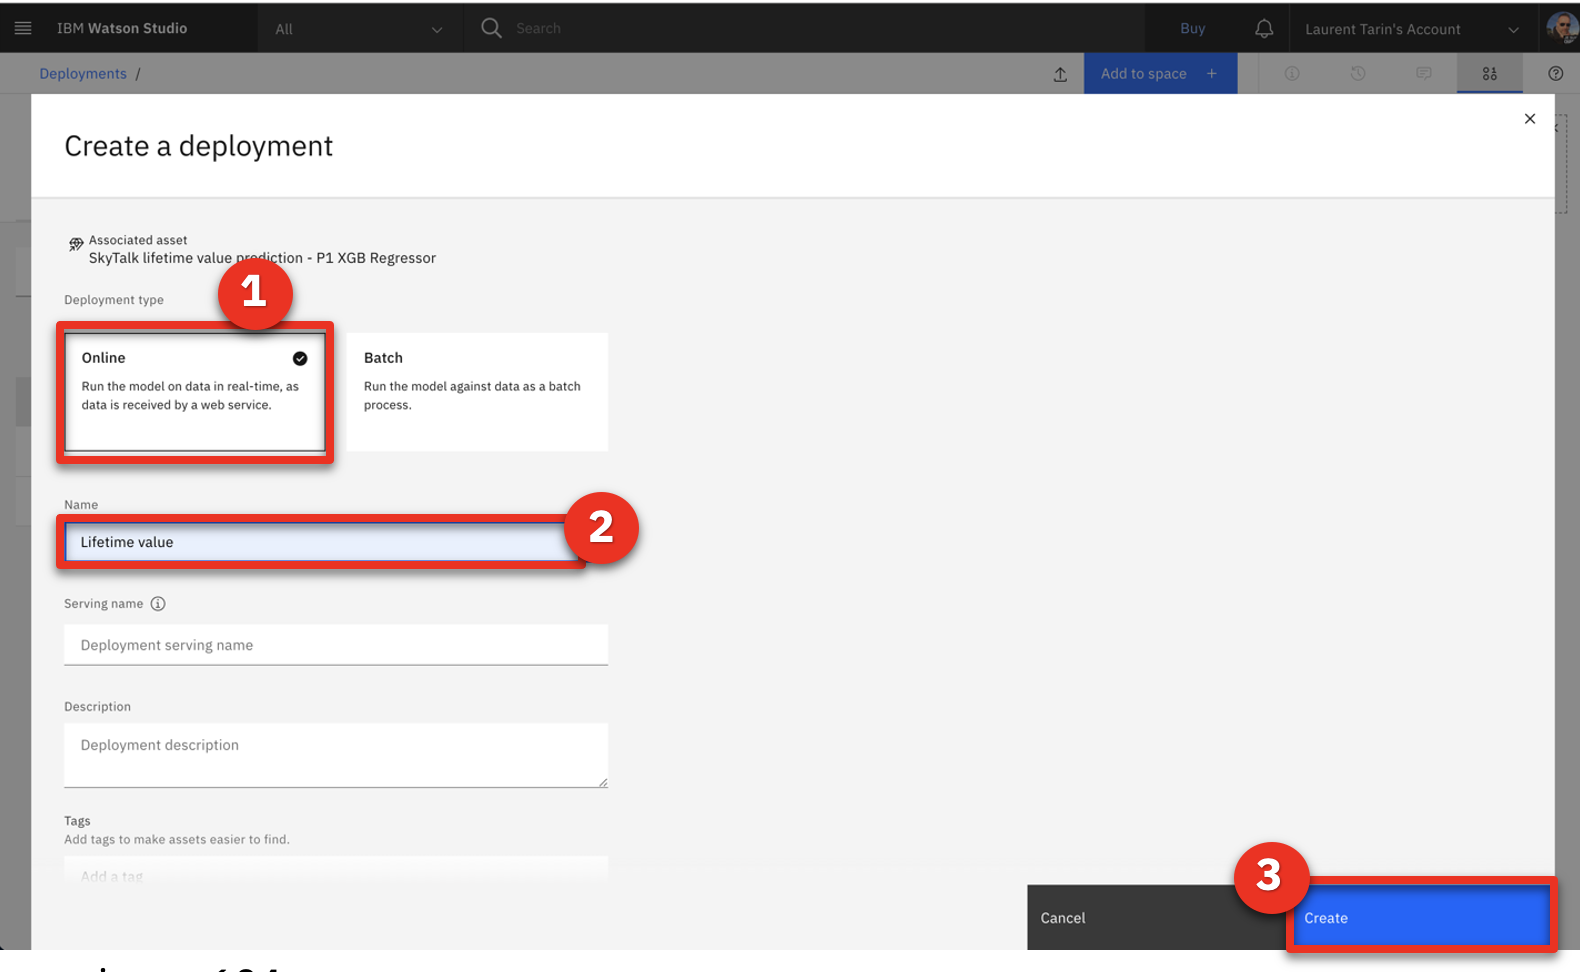 IBM Watson Studio
All
Search
Buy
Laurent Tarin's Account
Deployments /
Add to space +
Create a deployment
Associated asset
SkyTalk lifetime value prediction - P1 XGB Regressor
1
Deployment type
Online
Run the model on data in real-time, as
data is received by a web service.
Batch
Run the model against data as a batch
process.
Name
2
Lifetime value
Serving name
Deployment serving name
Description
Deployment description
Tags
Add tags to make assets easier to find.
Add a tag
3
Cancel
Create